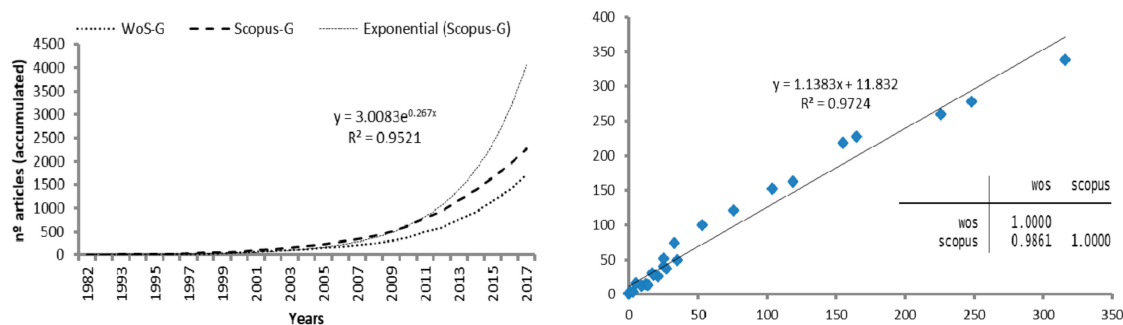 WoS-G Scopus-G Exponential (Scopus-G)
nº articles (accumulated)
4500
4000
3500
3000
2500
2000
1500
1000
500
0
y = 3.0083e^0.267x
R² = 0.9521
1982 1993 1995 1997 1999 2001 2003 2005 2007 2009 2011 2013 2015 2017
Years
400
350
300
250
200
150
100
50
0
y = 1.1383x + 11.832
R² = 0.9724
wos scopus
wos 1.0000
scopus 0.9861 1.0000
0 50 100 150 200 250 300 350